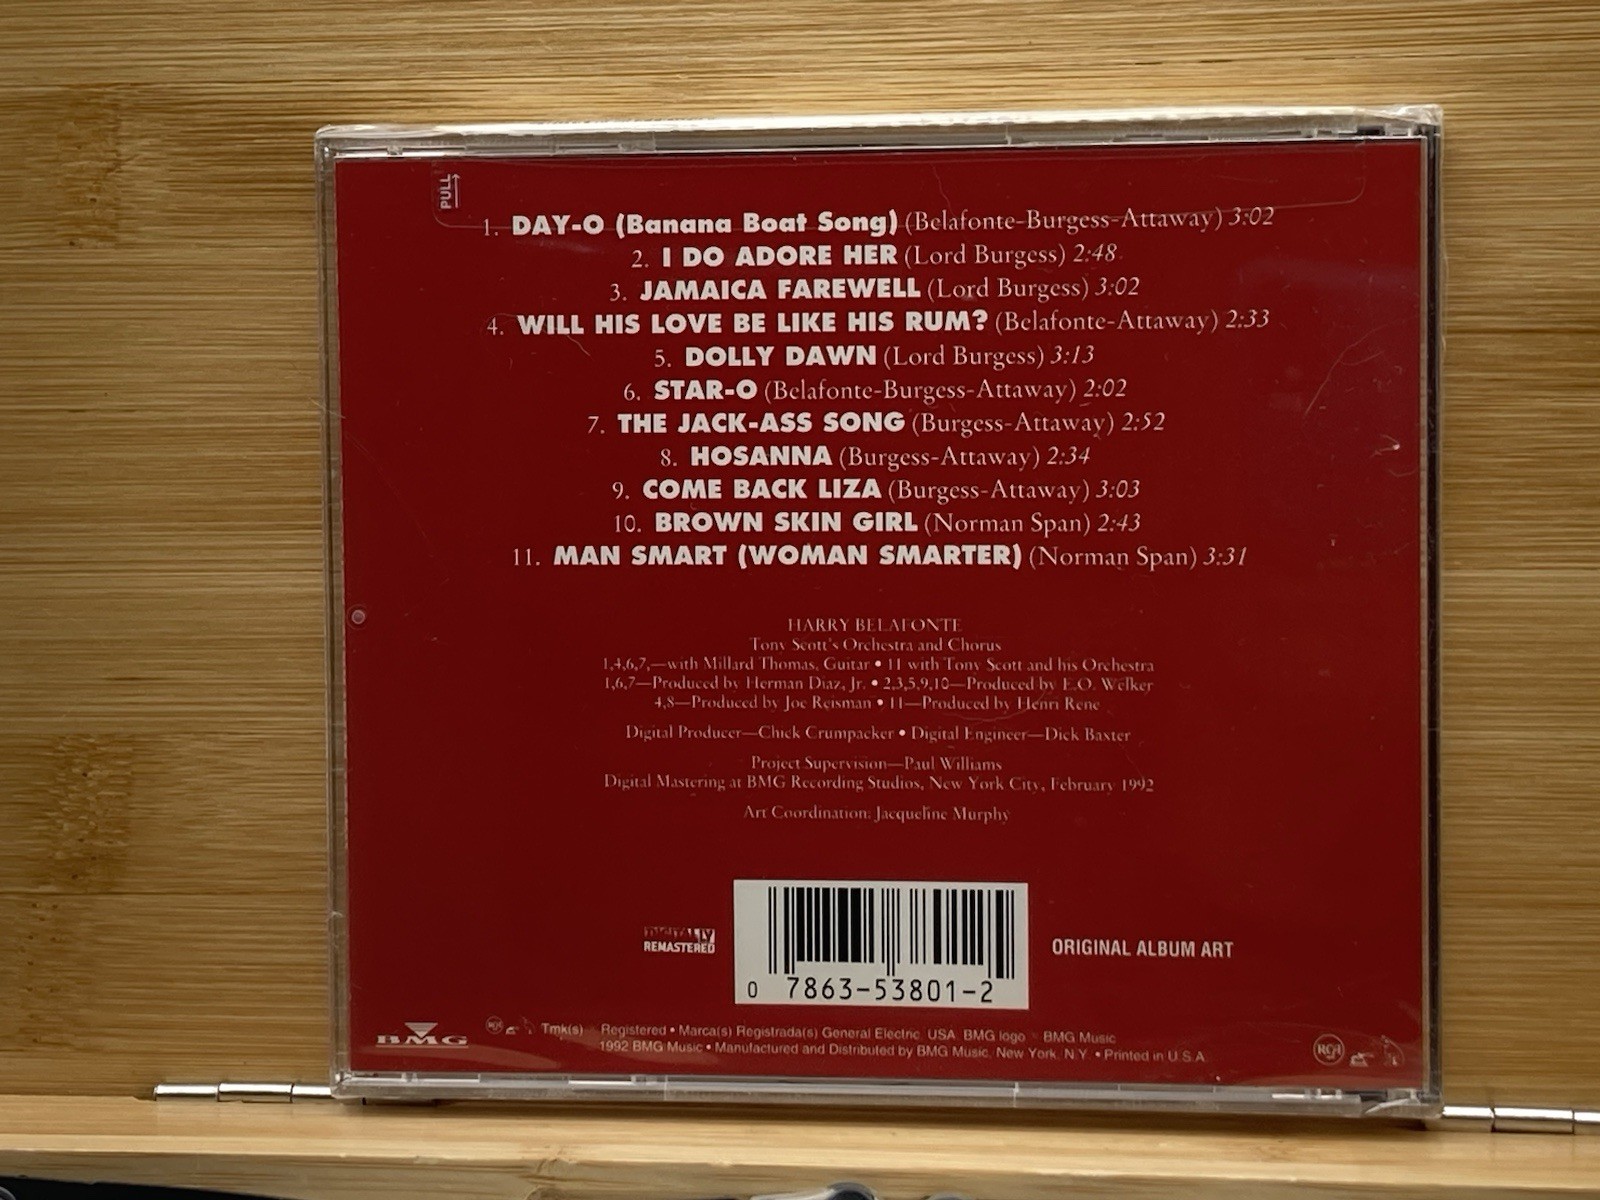 PULL
1. DAY-O (Banana Boat Song) (Belafonte-Burgess-Attaway) 3:02
2. I DO ADORE HER (Lord Burgess) 2:48
3. JAMAICA FAREWELL (Lord Burgess) 3:02
4. WILL HIS LOVE BE LIKE HIS RUM? (Belafonte-Attaway) 2:33
5. DOLLY DAWN (Lord Burgess) 3:13
6. STAR-O (Belafonte-Burgess-Attaway) 2:02
7. THE JACK-ASS SONG (Burgess-Attaway) 2:52
8. HOSANNA (Burgess-Attaway) 2:34
9. COME BACK LIZA (Burgess-Attaway) 3:03
10. BROWN SKIN GIRL (Norman Span) 2:43
11. MAN SMART (WOMAN SMARTER) (Norman Span) 3:31
HARRY BELAFONTE
Tony Scott's Orchestra and Chorus
1,4,6,7,—with Millard Thomas, Guitar • 11 with Tony Scott and his Orchestra
1,6,7—Produced by Herman Diaz, Jr. • 2,3,5,9,10—Produced by E.O. Welker
4,8—Produced by Joe Reisman • 11—Produced by Henri Rene
Digital Producer—Chick Crumpacker • Digital Engineer—Dick Baxter
Project Supervision—Paul Williams
Digital Mastering at BMG Recording Studios, New York City, February 1992
Art Coordination: Jacqueline Murphy
DIGITALLY
REMASTERED
0 7863-53801-2
ORIGINAL ALBUM ART
BMG
Tmk(s) Registered • Marca(s) Registrada(s) General Electric, USA BMG logo BMG Music
1992 BMG Music • Manufactured and Distributed by BMG Music, New York, N.Y. • Printed in U.S.A.
RCA